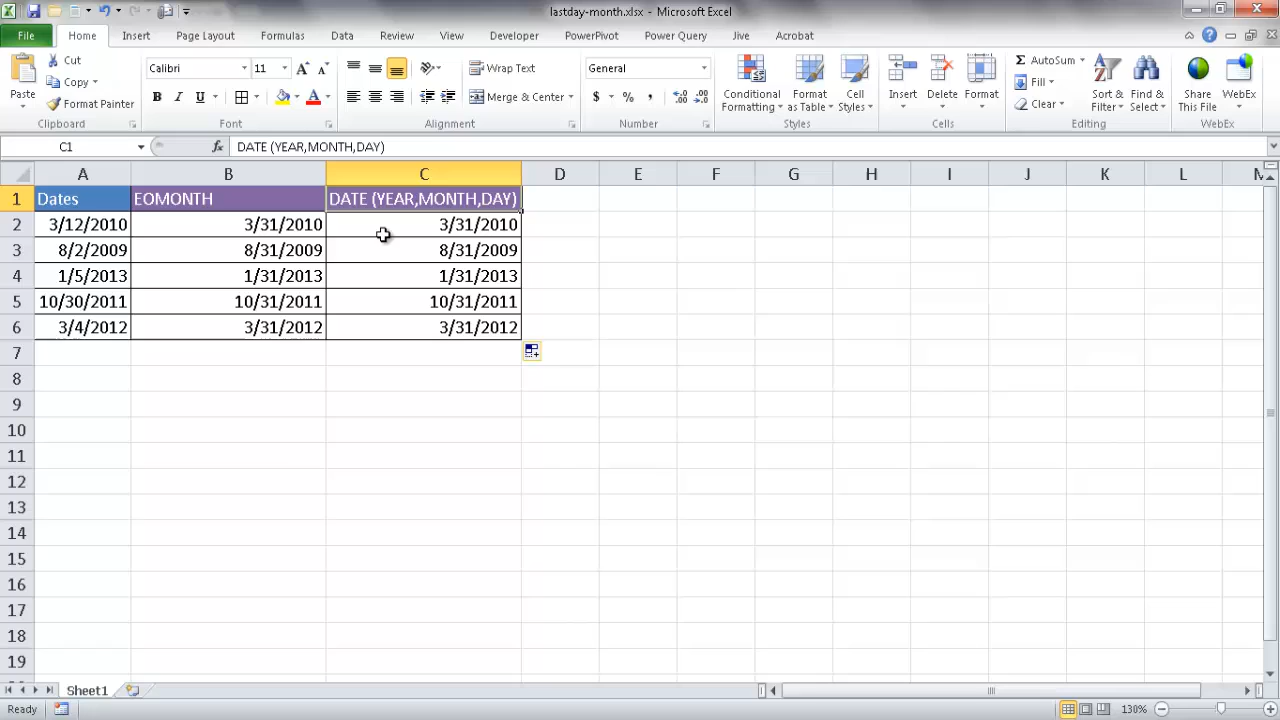 lastday-month.xlsx - Microsoft Excel
File Home Insert Page Layout Formulas Data Review View Developer PowerPivot Power Query Jive Acrobat
Paste
Cut
Copy
Format Painter
Clipboard
Calibri 11
B I U
Font
Wrap Text
Merge & Center
Alignment
General
$ % ,
Number
Conditional Formatting
Format as Table
Cell Styles
Styles
Insert Delete Format
Cells
Σ AutoSum
Fill
Clear
Sort & Filter
Find & Select
Editing
Share This File
WebEx
WebEx
C1 fx DATE (YEAR,MONTH,DAY)
A B C D E F G H I J K L M
1 Dates EOMONTH DATE (YEAR,MONTH,DAY)
2 3/12/2010 3/31/2010 3/31/2010
3 8/2/2009 8/31/2009 8/31/2009
4 1/5/2013 1/31/2013 1/31/2013
5 10/30/2011 10/31/2011 10/31/2011
6 3/4/2012 3/31/2012 3/31/2012
7
8
9
10
11
12
13
14
15
16
17
18
19
Sheet1
Ready 130%